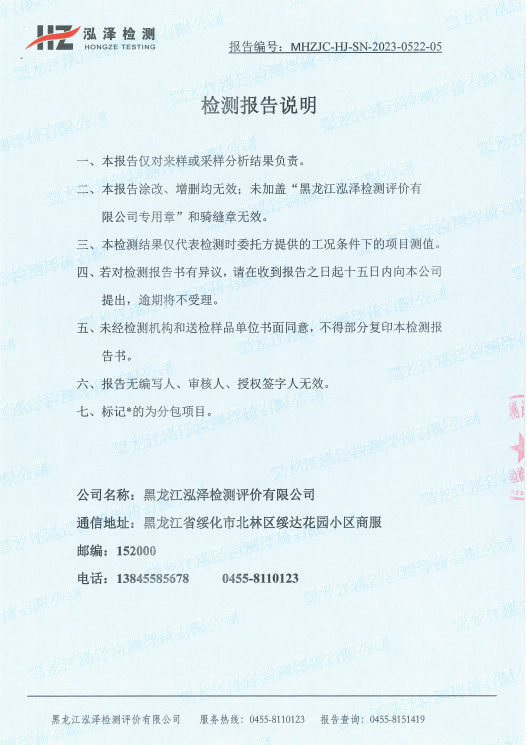 HZ 泓泽检测
HONGZE TESTING
报告编号：MHZJC-HJ-SN-2023-0522-05
检测报告说明
一、本报告仅对来样或采样分析结果负责。
二、本报告涂改、增删均无效；未加盖“黑龙江泓泽检测评价有
限公司专用章”和骑缝章无效。
三、本检测结果仅代表检测时委托方提供的工况条件下的项目测值。
四、若对检测报告书有异议，请在收到报告之日起十五日内向本公司
提出，逾期将不受理。
五、未经检测机构和送检样品单位书面同意，不得部分复印本检测报
告书。
六、报告无编写人、审核人、授权签字人无效。
七、标记*的为分包项目。
公司名称：黑龙江泓泽检测评价有限公司
通信地址：黑龙江省绥化市北林区绥达花园小区商服
邮编：152000
电话：13845585678 0455-8110123
黑龙江泓泽检测评价有限公司 服务热线：0455-8110123 报告查询：0455-8151419